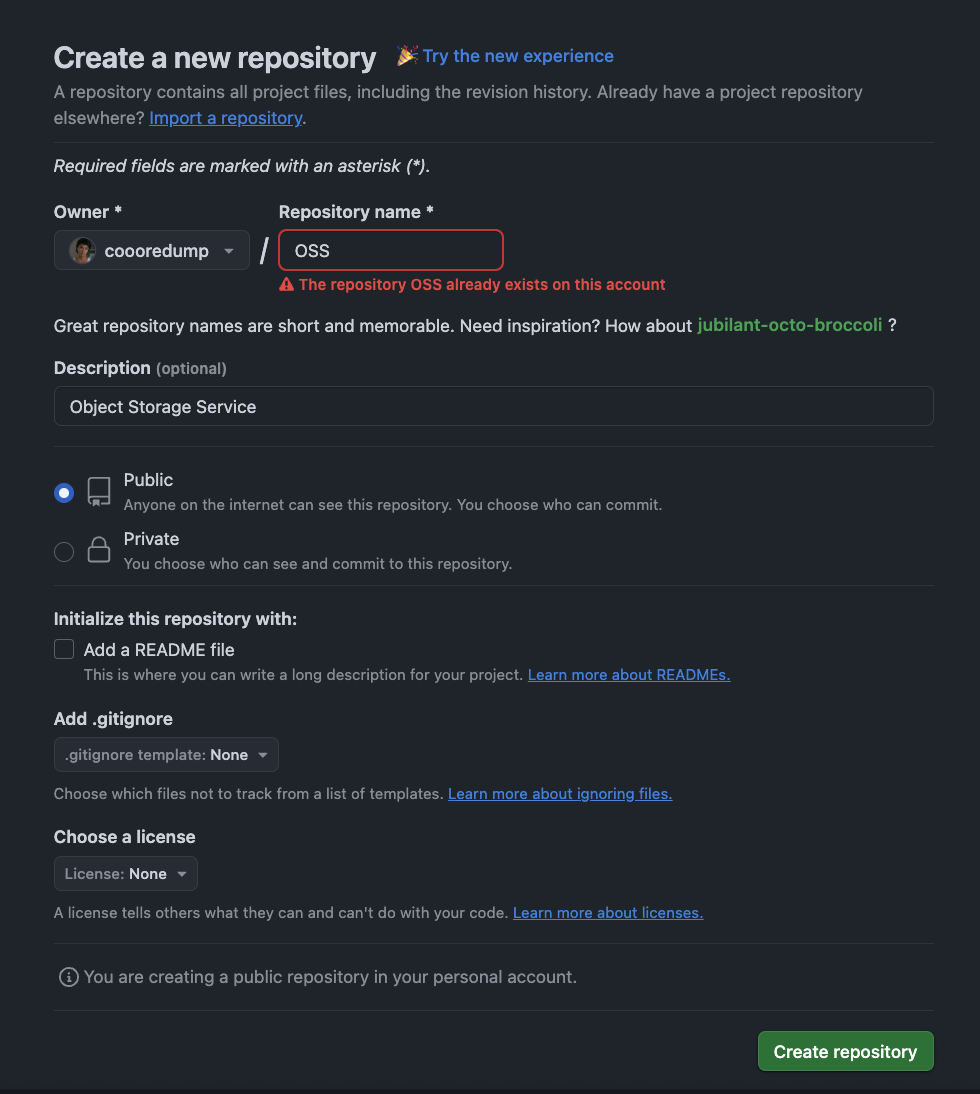 Create a new repository Try the new experience
A repository contains all project files, including the revision history. Already have a project repository
elsewhere? Import a repository.
Required fields are marked with an asterisk (*).
Owner * Repository name *
coooredump / OSS
The repository OSS already exists on this account
Great repository names are short and memorable. Need inspiration? How about jubilant-octo-broccoli ?
Description (optional)
Object Storage Service
Public
Anyone on the internet can see this repository. You choose who can commit.
Private
You choose who can see and commit to this repository.
Initialize this repository with:
Add a README file
This is where you can write a long description for your project. Learn more about READMEs.
Add .gitignore
.gitignore template: None
Choose which files not to track from a list of templates. Learn more about ignoring files.
Choose a license
License: None
A license tells others what they can and can't do with your code. Learn more about licenses.
You are creating a public repository in your personal account.
Create repository